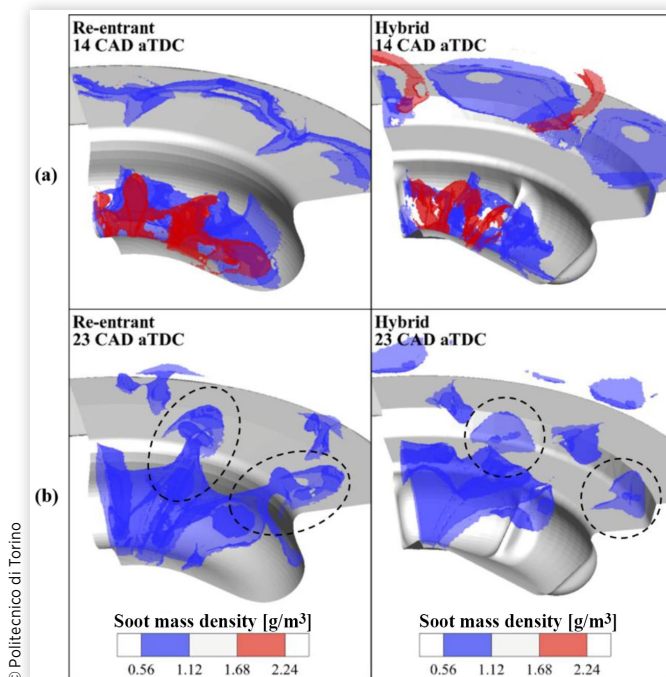 Re-entrant
14 CAD aTDC
Hybrid
14 CAD aTDC
(a)
Re-entrant
23 CAD aTDC
Hybrid
23 CAD aTDC
(b)
Soot mass density [g/m³]
0.56 1.12 1.68 2.24
Soot mass density [g/m³]
0.56 1.12 1.68 2.24
© Politecnico di Torino